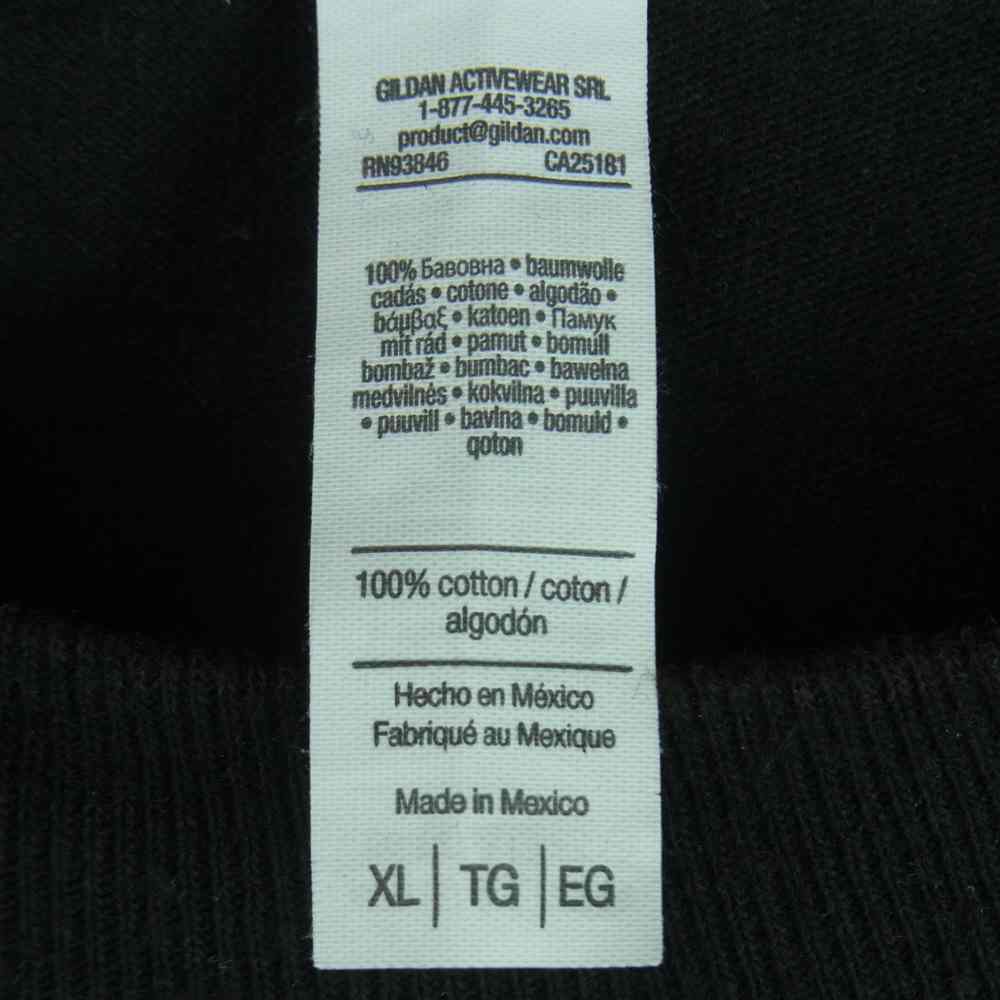 GILDAN ACTIVEWEAR SRL
1-877-445-3265
product@gildan.com
RN93846 CA25181
100% Бавовна • baumwolle
cadás • cotone • algodão •
βάμβαξ • katoen • Памук
mit rád • pamut • bomull
bombaž • bumbac • bawełna
medvilnés • kokvilna • puuvilla
• puuvill • bavlna • bomuld •
qoton
100% cotton / coton /
algodón
Hecho en México
Fabriqué au Mexique
Made in Mexico
XL | TG | EG